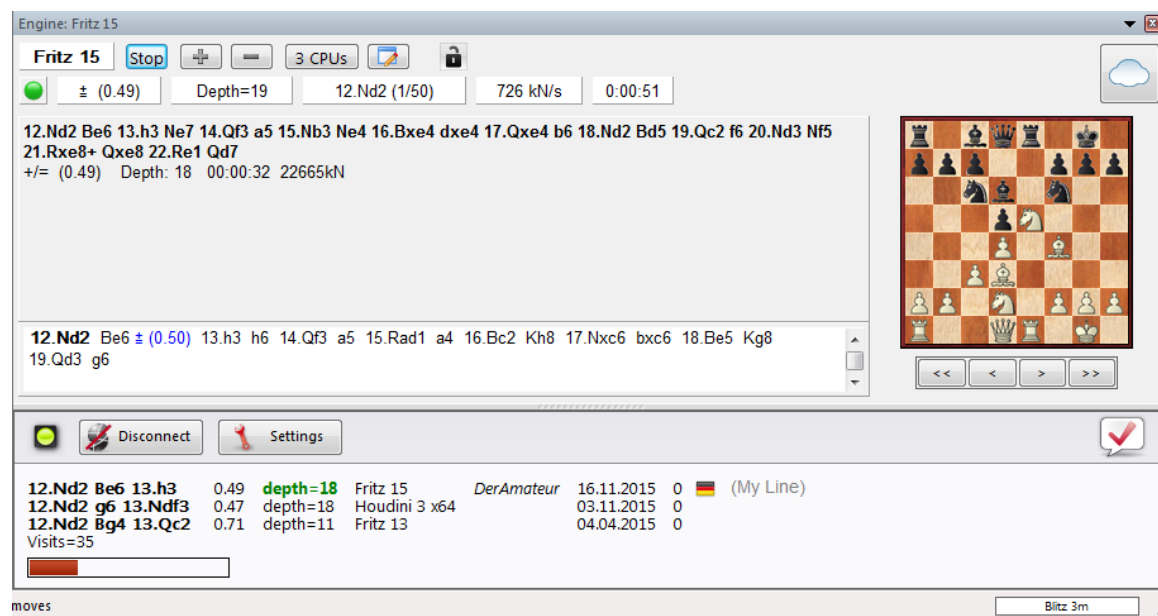 Engine: Fritz 15
Fritz 15 Stop 3 CPUs
± (0.49) Depth=19 12.Nd2 (1/50) 726 kN/s 0:00:51
12.Nd2 Be6 13.h3 Ne7 14.Qf3 a5 15.Nb3 Ne4 16.Bxe4 dxe4 17.Qxe4 b6 18.Nd2 Bd5 19.Qc2 f6 20.Nd3 Nf5
21.Rxe8+ Qxe8 22.Re1 Qd7
+/= (0.49) Depth: 18 00:00:32 22665kN
12.Nd2 Be6 ± (0.50) 13.h3 h6 14.Qf3 a5 15.Rad1 a4 16.Bc2 Kh8 17.Nxc6 bxc6 18.Be5 Kg8
19.Qd3 g6
<< < > >>
Disconnect Settings
12.Nd2 Be6 13.h3 0.49 depth=18 Fritz 15 DerAmateur 16.11.2015 0 (My Line)
12.Nd2 g6 13.Ndf3 0.47 depth=18 Houdini 3 x64 03.11.2015 0
12.Nd2 Bg4 13.Qc2 0.71 depth=11 Fritz 13 04.04.2015 0
Visits=35
moves Blitz 3m